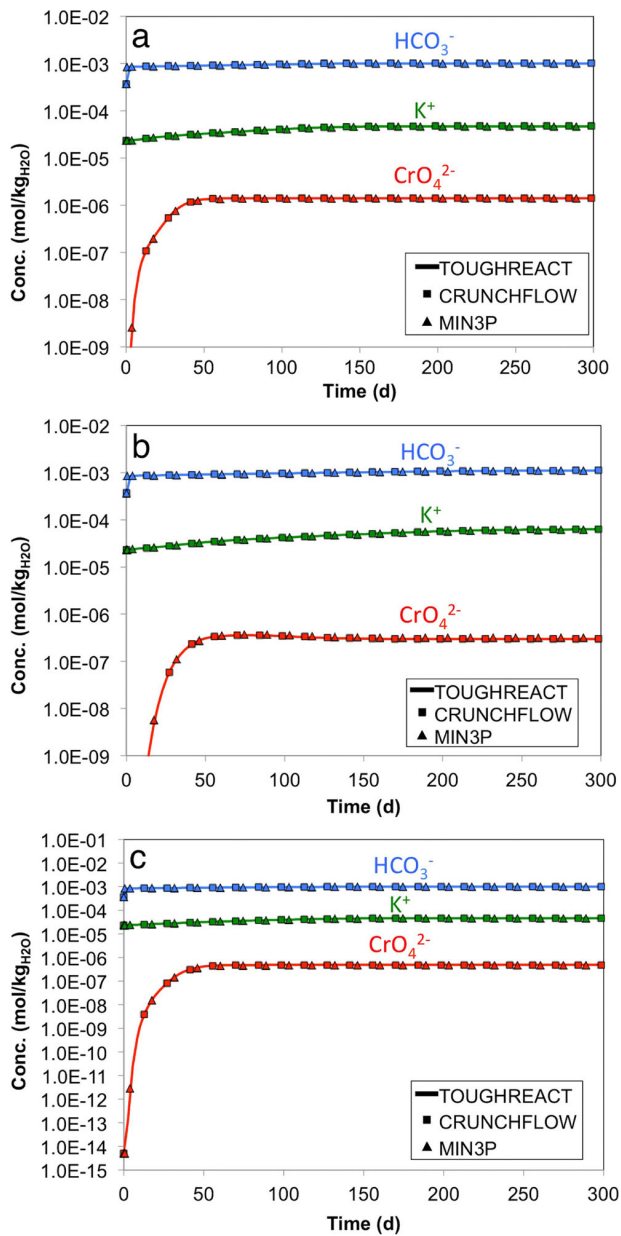 a
1.0E-02
1.0E-03
1.0E-04
1.0E-05
1.0E-06
1.0E-07
1.0E-08
1.0E-09
Conc. (mol/kgH2O)
HCO3-
K+
CrO42-
TOUGHREACT
CRUNCHFLOW
MIN3P
0 50 100 150 200 250 300
Time (d)
b
1.0E-02
1.0E-03
1.0E-04
1.0E-05
1.0E-06
1.0E-07
1.0E-08
1.0E-09
Conc. (mol/kgH2O)
HCO3-
K+
CrO42-
TOUGHREACT
CRUNCHFLOW
MIN3P
0 50 100 150 200 250 300
Time (d)
c
1.0E-01
1.0E-02
1.0E-03
1.0E-04
1.0E-05
1.0E-06
1.0E-07
1.0E-08
1.0E-09
1.0E-10
1.0E-11
1.0E-12
1.0E-13
1.0E-14
1.0E-15
Conc. (mol/kgH2O)
HCO3-
K+
CrO42-
TOUGHREACT
CRUNCHFLOW
MIN3P
0 50 100 150 200 250 300
Time (d)